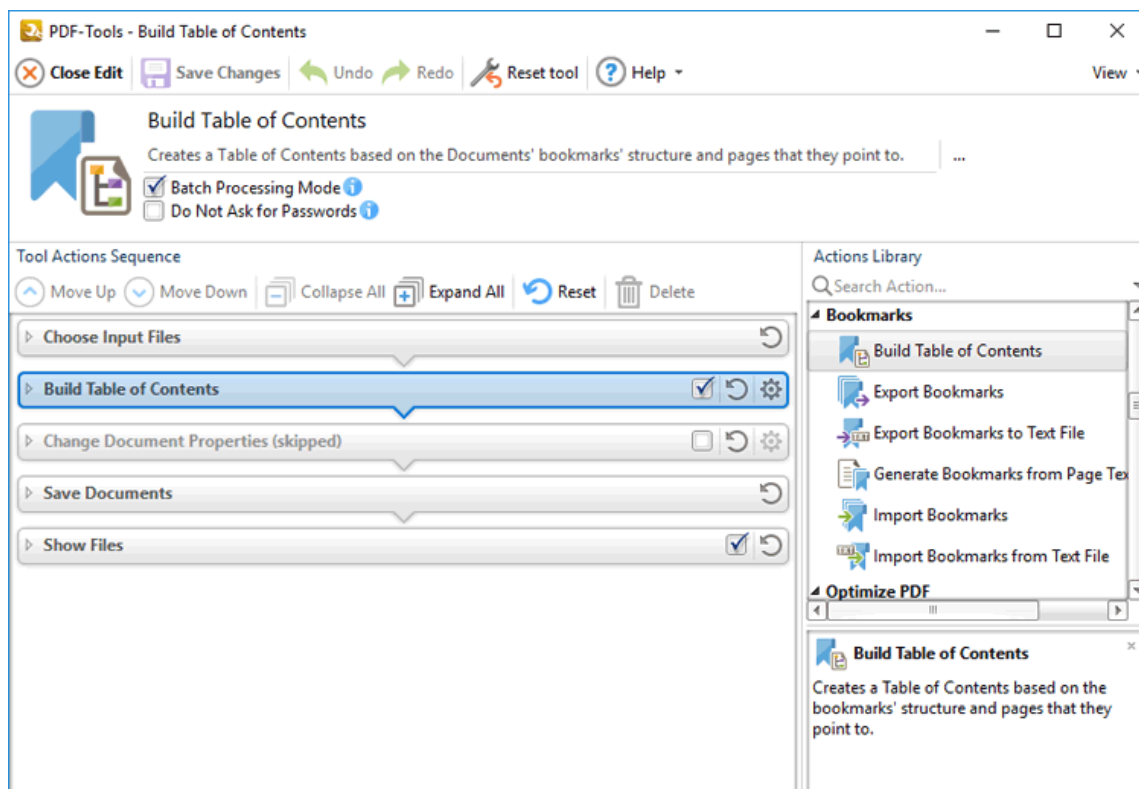 PDF-Tools - Build Table of Contents
Close Edit Save Changes Undo Redo Reset tool Help View
Build Table of Contents
Creates a Table of Contents based on the Documents' bookmarks' structure and pages that they point to. ...
Batch Processing Mode
Do Not Ask for Passwords
Tool Actions Sequence
Move Up Move Down Collapse All Expand All Reset Delete
Choose Input Files
Build Table of Contents
Change Document Properties (skipped)
Save Documents
Show Files
Actions Library
Search Action...
Bookmarks
Build Table of Contents
Export Bookmarks
Export Bookmarks to Text File
Generate Bookmarks from Page Tex
Import Bookmarks
Import Bookmarks from Text File
Optimize PDF
Build Table of Contents
Creates a Table of Contents based on the
bookmarks' structure and pages that they
point to.